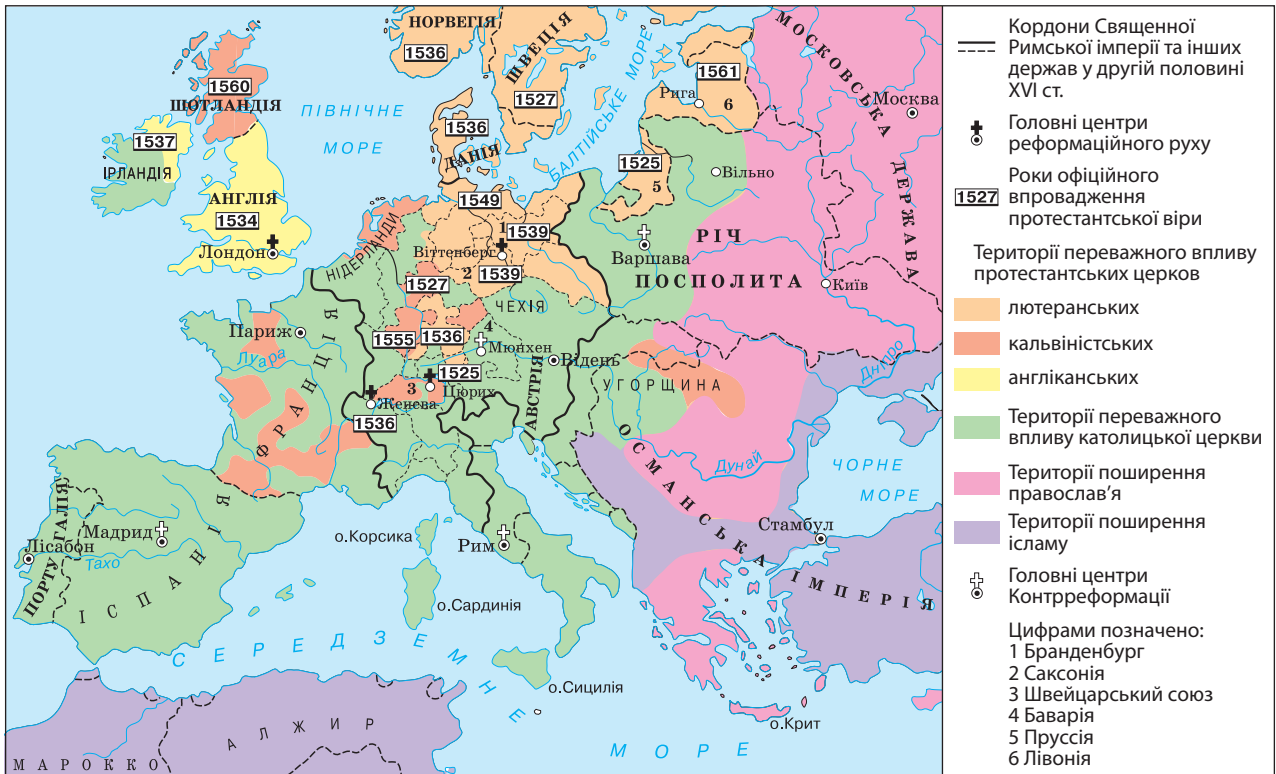 НОРВЕГІЯ
1536
ШВЕЦІЯ
1527
1560
ШОТЛАНДІЯ
ПІВНІЧНЕ
МОРЕ
1537
ІРЛАНДІЯ
АНГЛІЯ
1534
Лондон
1536
ДАНІЯ
БАЛТІЙСЬКЕ МОРЕ
1561
Рига
6
МОСКОВСЬКА ДЕРЖАВА
Москва
1525
5
Вільно
1549
НІДЕРЛАНДИ
1
1539
Віттенберг
2
1539
1527
Варшава
РІЧ
ПОСПОЛИТА
Київ
ЧЕХІЯ
4
1555
1536
Мюнхен
Відень
Париж
Луара
ФРАНЦІЯ
1525
3
Цюрих
Женева
1536
АВСТРІЯ
УГОРЩИНА
Дніпро
Дунай
ЧОРНЕ
МОРЕ
ОСМАНСЬКА ІМПЕРІЯ
Стамбул
ПОРТУГАЛІЯ
Лісабон
Мадрид
Тахо
ІСПАНІЯ
о.Корсика
Рим
о.Сардинія
о.Сицилія
о.Крит
СЕРЕДЗЕМНЕ
МОРЕ
АЛЖИР
МАРОККО
Кордони Священної
Римської імперії та інших
держав у другій половині
XVI ст.
Головні центри
реформаційного руху
1527
Роки офіційного
впровадження
протестантської віри
Території переважного впливу
протестантських церков
лютеранських
кальвіністських
англіканських
Території переважного
впливу католицької церкви
Території поширення
православ’я
Території поширення
ісламу
Головні центри
Контрреформації
Цифрами позначено:
1 Бранденбург
2 Саксонія
3 Швейцарський союз
4 Баварія
5 Пруссія
6 Лівонія